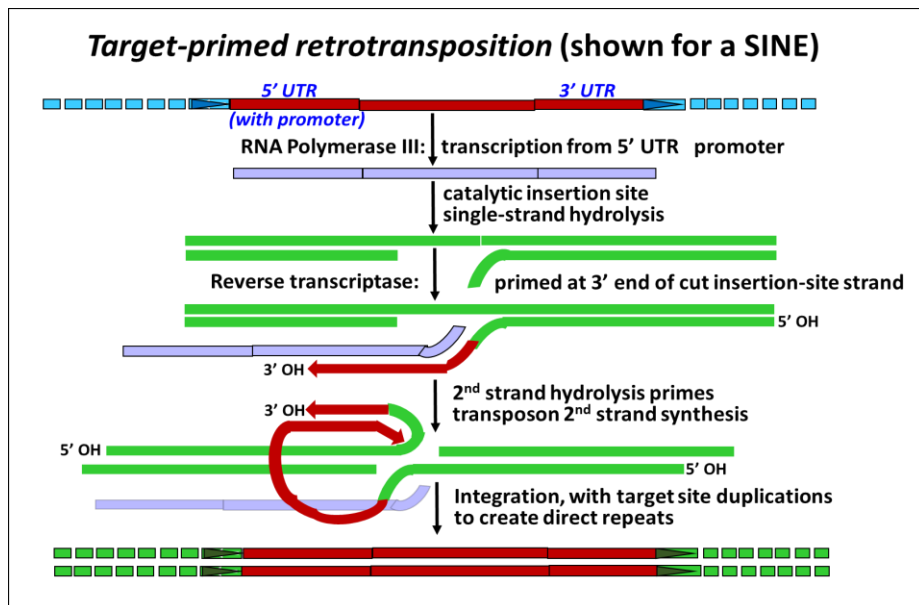 Target-primed retrotransposition (shown for a SINE)
5’ UTR
3’ UTR
(with promoter)
RNA Polymerase III: transcription from 5’ UTR promoter
catalytic insertion site
single-strand hydrolysis
Reverse transcriptase: primed at 3’ end of cut insertion-site strand
5’ OH
3’ OH
2nd strand hydrolysis primes
transposon 2nd strand synthesis
3’ OH
5’ OH
5’ OH
Integration, with target site duplications
to create direct repeats